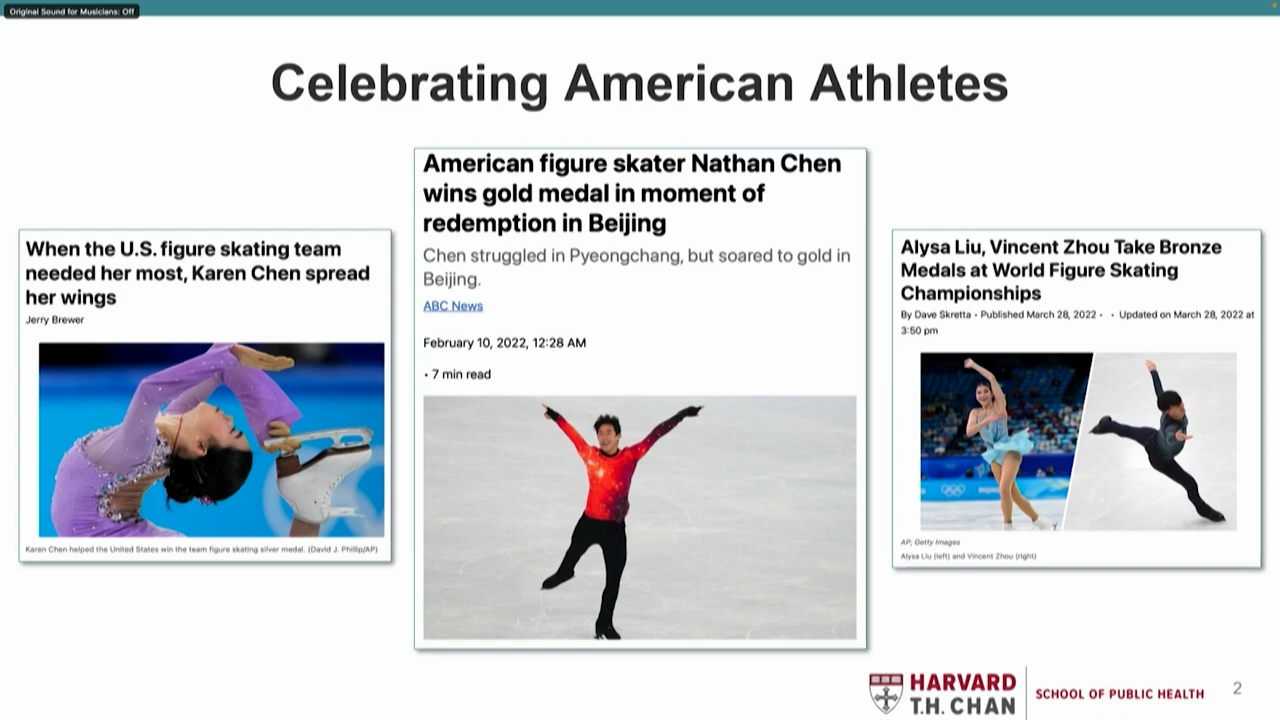 Original Sound for Musicians: Off
Celebrating American Athletes
When the U.S. figure skating team
needed her most, Karen Chen spread
her wings
Jerry Brewer
Karen Chen helped the United States win the team figure skating silver medal. (David J. Phillip/AP)
American figure skater Nathan Chen
wins gold medal in moment of
redemption in Beijing
Chen struggled in Pyeongchang, but soared to gold in
Beijing.
ABC News
February 10, 2022, 12:28 AM
• 7 min read
Alysa Liu, Vincent Zhou Take Bronze
Medals at World Figure Skating
Championships
By Dave Skretta • Published March 28, 2022 • • Updated on March 28, 2022 at
3:50 pm
AP, Getty Images
Alysa Liu (left) and Vincent Zhou (right)
HARVARD
T.H. CHAN
SCHOOL OF PUBLIC HEALTH
2